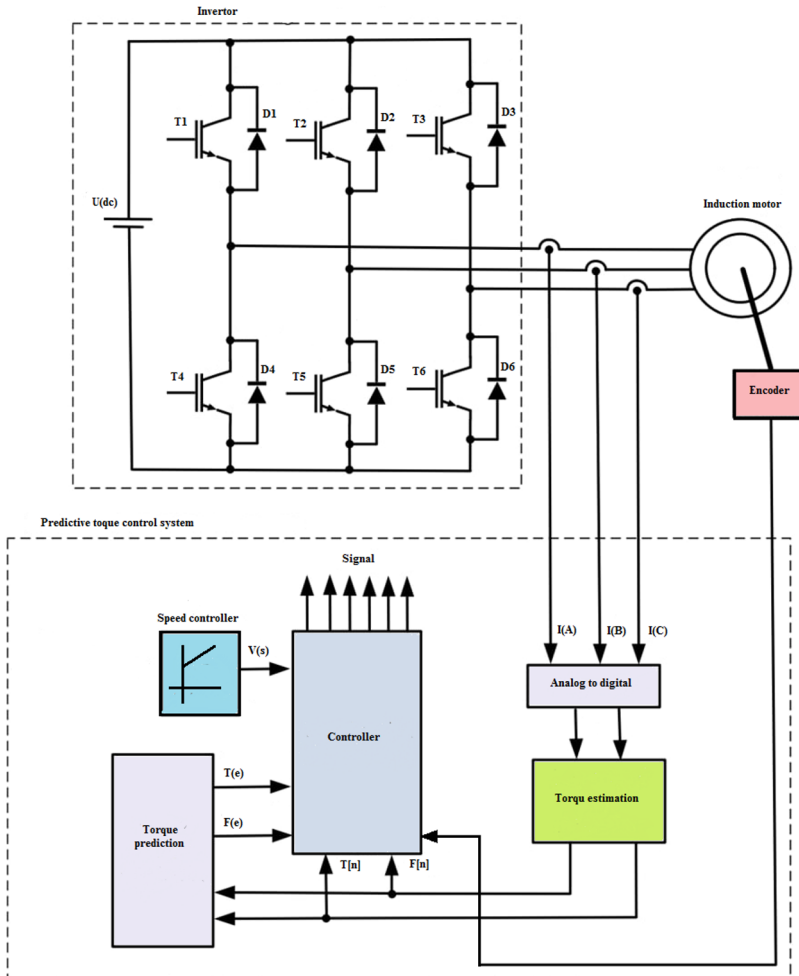 Invertor
T1
D1
T2
D2
T3
D3
U(dc)
Induction motor
T4
D4
T5
D5
T6
D6
Encoder
Predictive toque control system
Signal
Speed controller
V(s)
I(A)
I(B)
I(C)
Analog to digital
Controller
T(e)
Torqu estimation
F(e)
Torque
prediction
T[n]
F[n]